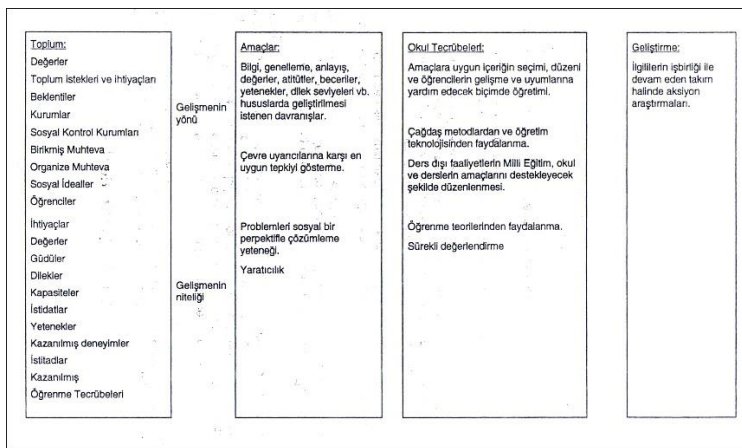 Toplum:
Değerler
Toplum istekleri ve ihtiyaçları
Beklentiler
Kurumlar
Sosyal Kontrol Kurumları
Birikmiş Muhteva
Organize Muhteva
Sosyal İdealler
Öğrenciler
İhtiyaçlar
Değerler
Güdüler
Dilekler
Kapasiteler
İstidatlar
Yetenekler
Kazanılmış deneyimler
İstitadlar
Kazanılmış
Öğrenme Tecrübeleri
Gelişmenin
yönü
Gelişmenin
niteliği
Amaçlar:
Bilgi, genelleme, anlayış,
değerler, atitütler, beceriler,
yetenekler, dilek seviyeleri vb.
hususlarda geliştirilmesi
istenen davranışlar.
Çevre uyarıcılarına karşı en
uygun tepkiyi gösterme.
Problemleri sosyal bir
perpektifle çözümleme
yeteneği.
Yaratıcılık
Okul Tecrübeleri:
Amaçlara uygun içeriğin seçimi, düzeni
ve öğrencilerin gelişme ve uyumlarına
yardım edecek biçimde öğretimi.
Çağdaş metodlardan ve öğretim
teknolojisinden faydalanma.
Ders dışı faaliyetlerin Milli Eğitim, okul
ve derslerin amaçlarını destekleyecek
şekilde düzenlenmesi.
Öğrenme teorilerinden faydalanma.
Sürekli değerlendirme
Geliştirme:
İlgililerin işbirliği ile
devam eden takım
halinde aksiyon
araştırmaları.